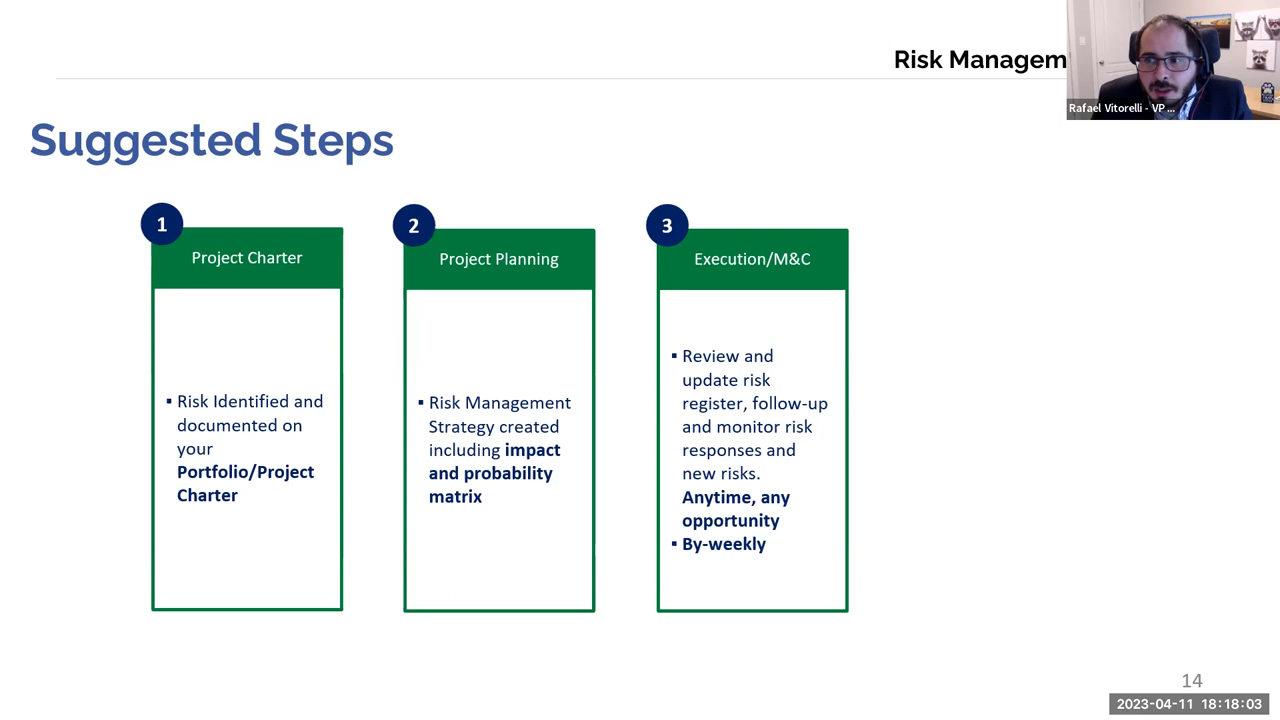 Risk Managem
Rafael Vitorelli - VP ...
Suggested Steps
1
Project Charter
▪ Risk Identified and
documented on
your
Portfolio/Project
Charter
2
Project Planning
▪ Risk Management
Strategy created
including impact
and probability
matrix
3
Execution/M&C
▪ Review and
update risk
register, follow-up
and monitor risk
responses and
new risks.
Anytime, any
opportunity
▪ By-weekly
14
2023-04-11 18:18:03